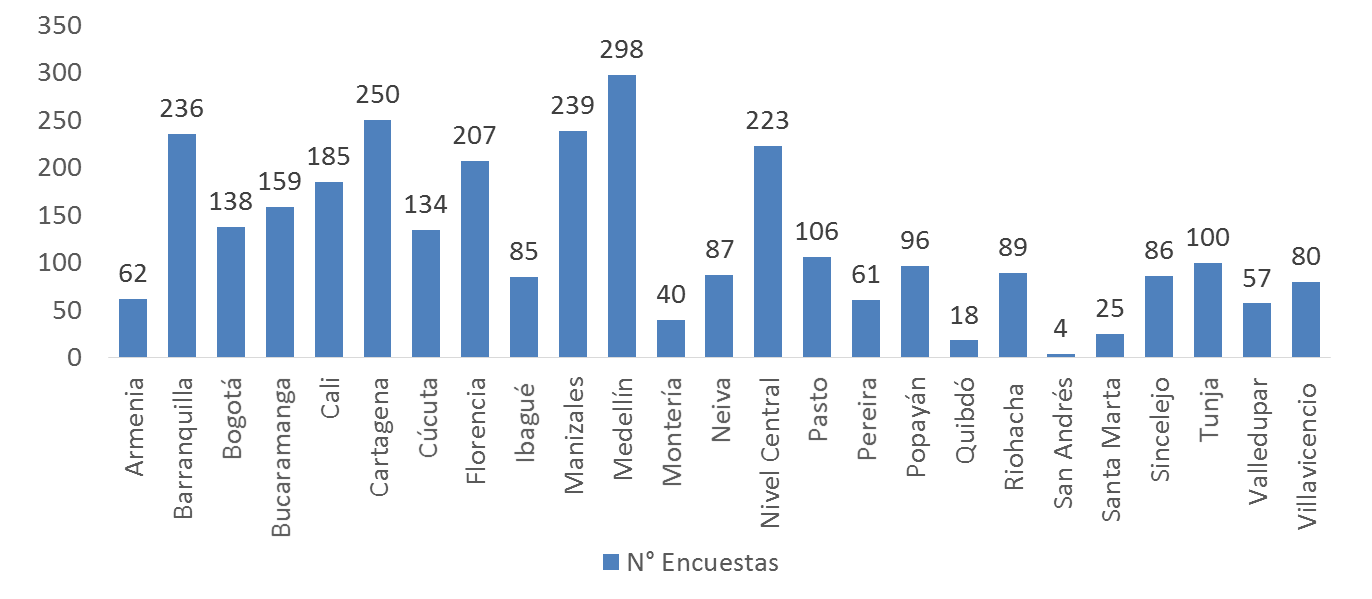 350
300
250
200
150
100
50
0
62
236
138
159
185
250
134
207
85
239
298
40
87
223
106
61
96
18
89
4
25
86
100
57
80
Armenia
Barranquilla
Bogotá
Bucaramanga
Cali
Cartagena
Cúcuta
Florencia
Ibagué
Manizales
Medellín
Montería
Neiva
Nivel Central
Pasto
Pereira
Popayán
Quibdó
Riohacha
San Andrés
Santa Marta
Sincelejo
Tunja
Valledupar
Villavicencio
N° Encuestas